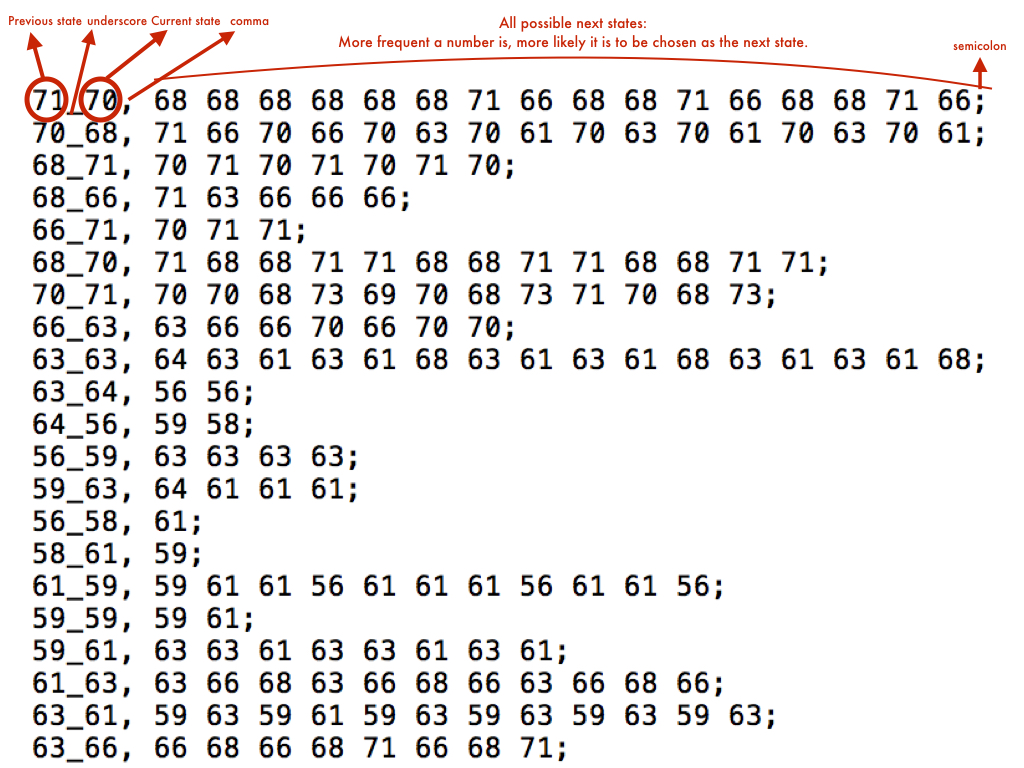 Previous state underscore Current state comma
All possible next states:
More frequent a number is, more likely it is to be chosen as the next state.
semicolon
71_70, 68 68 68 68 68 68 71 66 68 68 71 66 68 68 71 66;
70_68, 71 66 70 66 70 63 70 61 70 63 70 61 70 63 70 61;
68_71, 70 71 70 71 70 71 70;
68_66, 71 63 66 66 66;
66_71, 70 71 71;
68_70, 71 68 68 71 71 68 68 71 71 68 68 71 71;
70_71, 70 70 68 73 69 70 68 73 71 70 68 73;
66_63, 63 66 66 70 66 70 70;
63_63, 64 63 61 63 61 68 63 61 63 61 68 63 61 63 61 68;
63_64, 56 56;
64_56, 59 58;
56_59, 63 63 63 63;
59_63, 64 61 61 61;
56_58, 61;
58_61, 59;
61_59, 59 61 61 56 61 61 61 56 61 61 56;
59_59, 59 61;
59_61, 63 63 61 63 63 61 63 61;
61_63, 63 66 68 63 66 68 66 63 66 68 66;
63_61, 59 63 59 61 59 63 59 63 59 63 59 63;
63_66, 66 68 66 68 71 66 68 71;